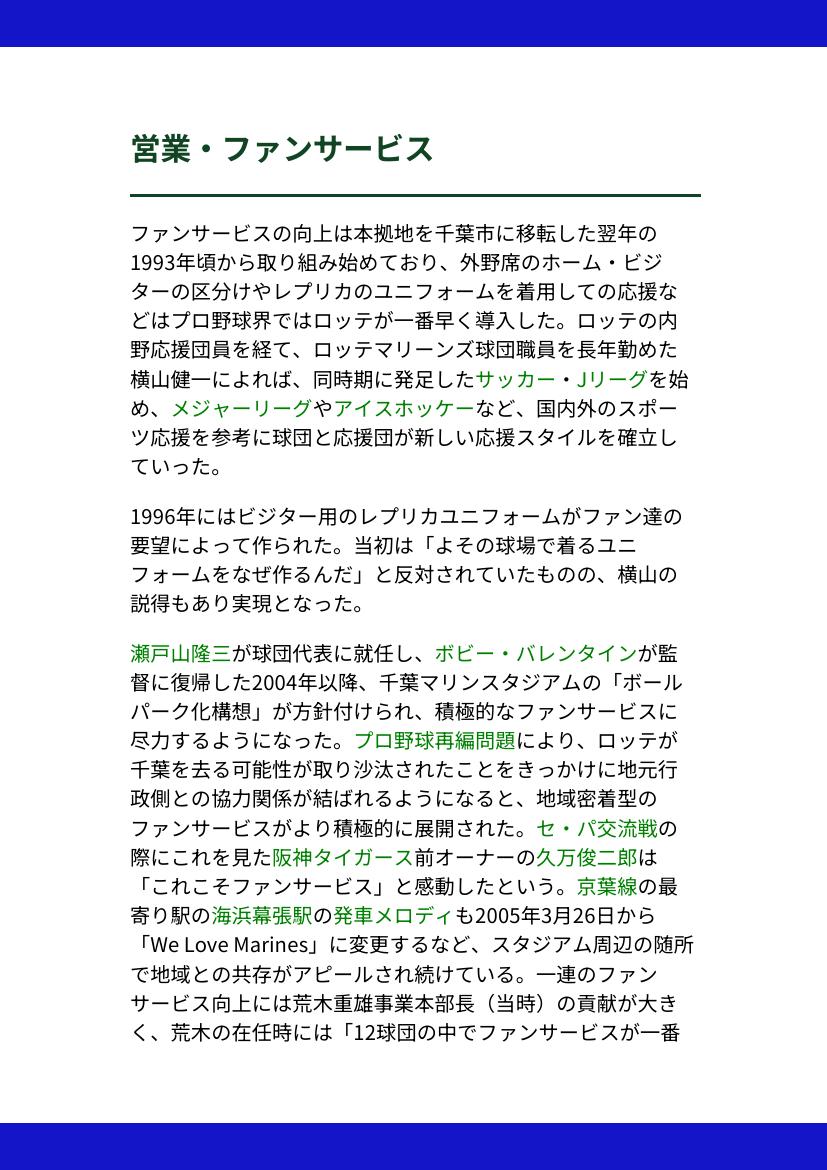 営業・ファンサービス
ファンサービスの向上は本拠地を千葉市に移転した翌年の
1993年頃から取り組み始めており、外野席のホーム・ビジ
ターの区分けやレプリカのユニフォームを着用しての応援な
どはプロ野球界ではロッテが一番早く導入した。ロッテの内
野応援団員を経て、ロッテマリーンズ球団職員を長年勤めた
横山健一によれば、同時期に発足したサッカー・Jリーグを始
め、メジャーリーグやアイスホッケーなど、国内外のスポー
ツ応援を参考に球団と応援団が新しい応援スタイルを確立し
ていった。
1996年にはビジター用のレプリカユニフォームがファン達の
要望によって作られた。当初は「よその球場で着るユニ
フォームをなぜ作るんだ」と反対されていたものの、横山の
説得もあり実現となった。
瀬戸山隆三が球団代表に就任し、ボビー・バレンタインが監
督に復帰した2004年以降、千葉マリンスタジアムの「ボール
パーク化構想」が方針付けられ、積極的なファンサービスに
尽力するようになった。プロ野球再編問題により、ロッテが
千葉を去る可能性が取り沙汰されたことをきっかけに地元行
政側との協力関係が結ばれるようになると、地域密着型の
ファンサービスがより積極的に展開された。セ・パ交流戦の
際にこれを見た阪神タイガース前オーナーの久万俊二郎は
「これこそファンサービス」と感動したという。京葉線の最
寄り駅の海浜幕張駅の発車メロディも2005年3月26日から
「We Love Marines」に変更するなど、スタジアム周辺の随所
で地域との共存がアピールされ続けている。一連のファン
サービス向上には荒木重雄事業本部長（当時）の貢献が大き
く、荒木の在任時には「12球団の中でファンサービスが一番